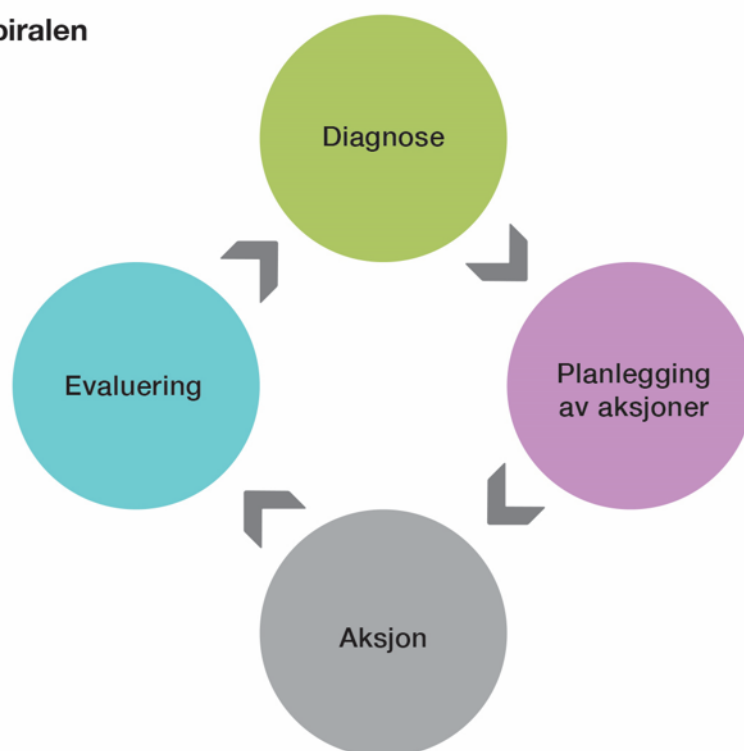 piralen
Diagnose
Evaluering
Planlegging
av aksjoner
Aksjon